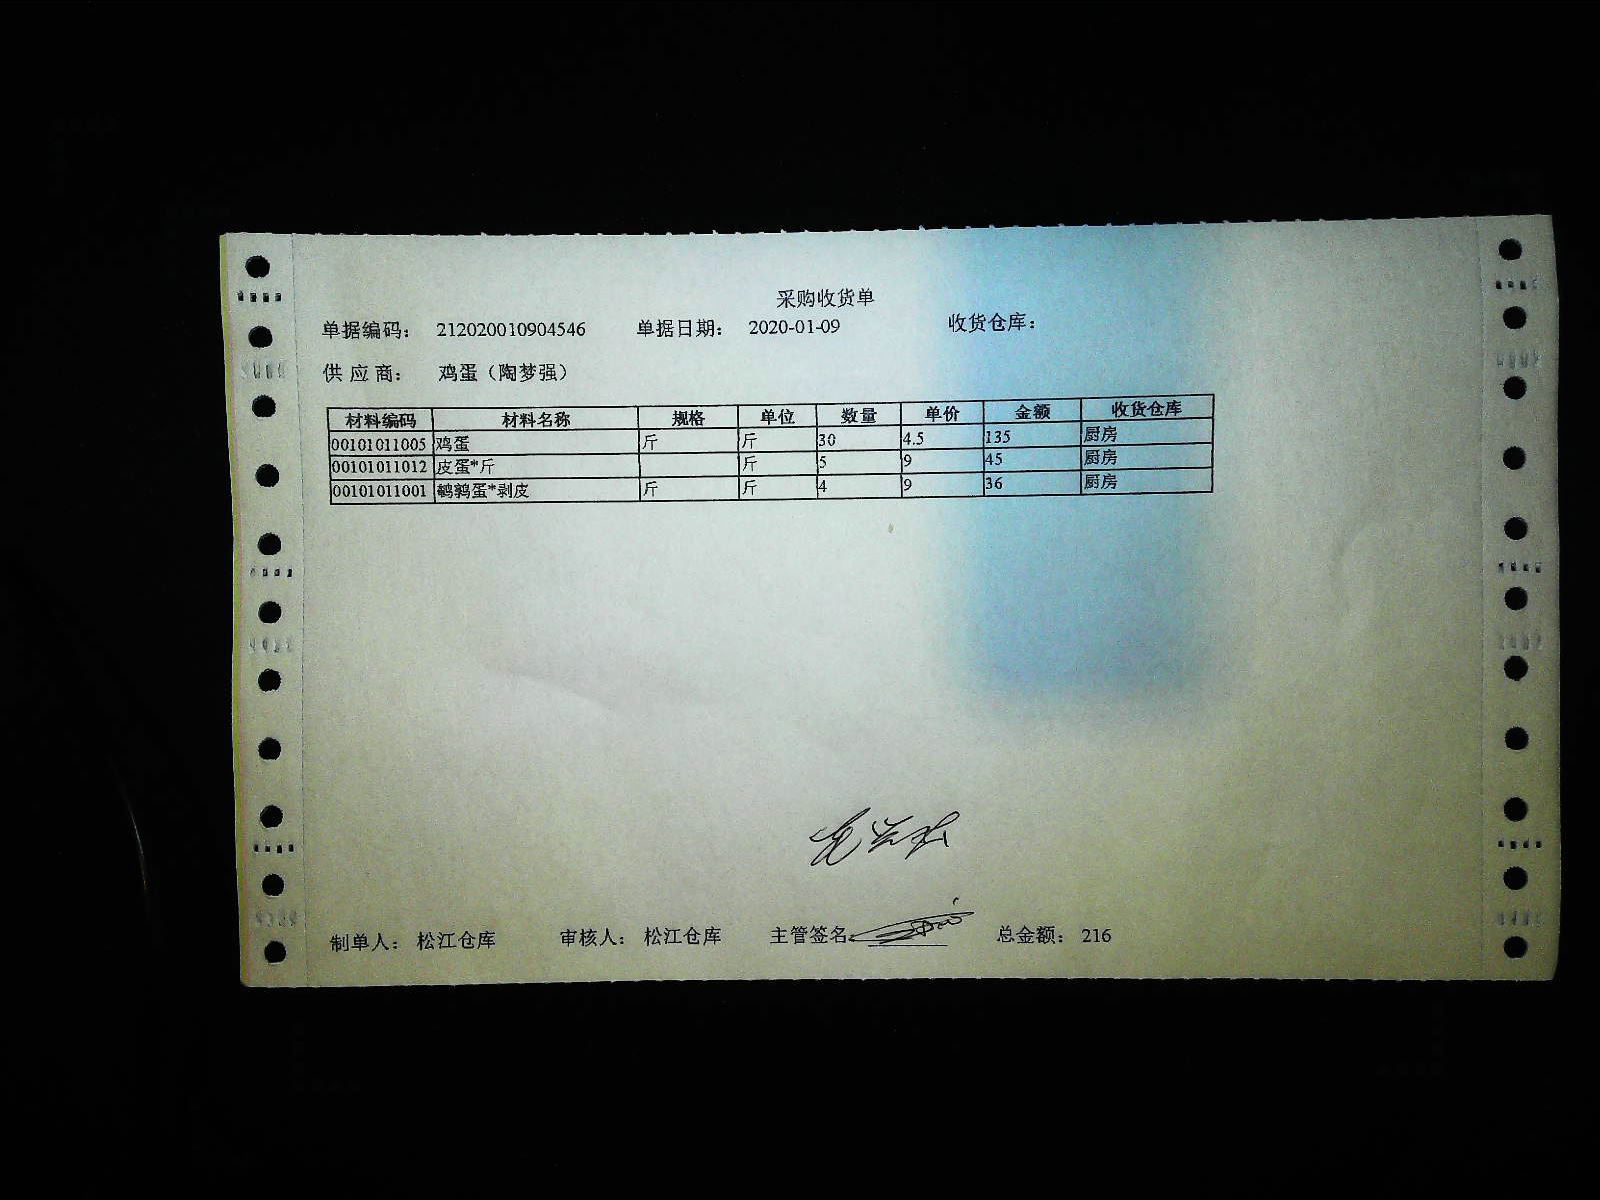 采购收货单
单据编码： 212020010904546 单据日期： 2020-01-09 收货仓库：
供 应 商： 鸡蛋（陶梦强）
材料编码 材料名称 规格 单位 数量 单价 金额 收货仓库
00101011005 鸡蛋 斤 斤 30 4.5 135 厨房
00101011012 皮蛋*斤 斤 5 9 45 厨房
00101011001 鹌鹑蛋*剥皮 斤 斤 4 9 36 厨房
制单人： 松江仓库 审核人： 松江仓库 主管签名: 总金额： 216